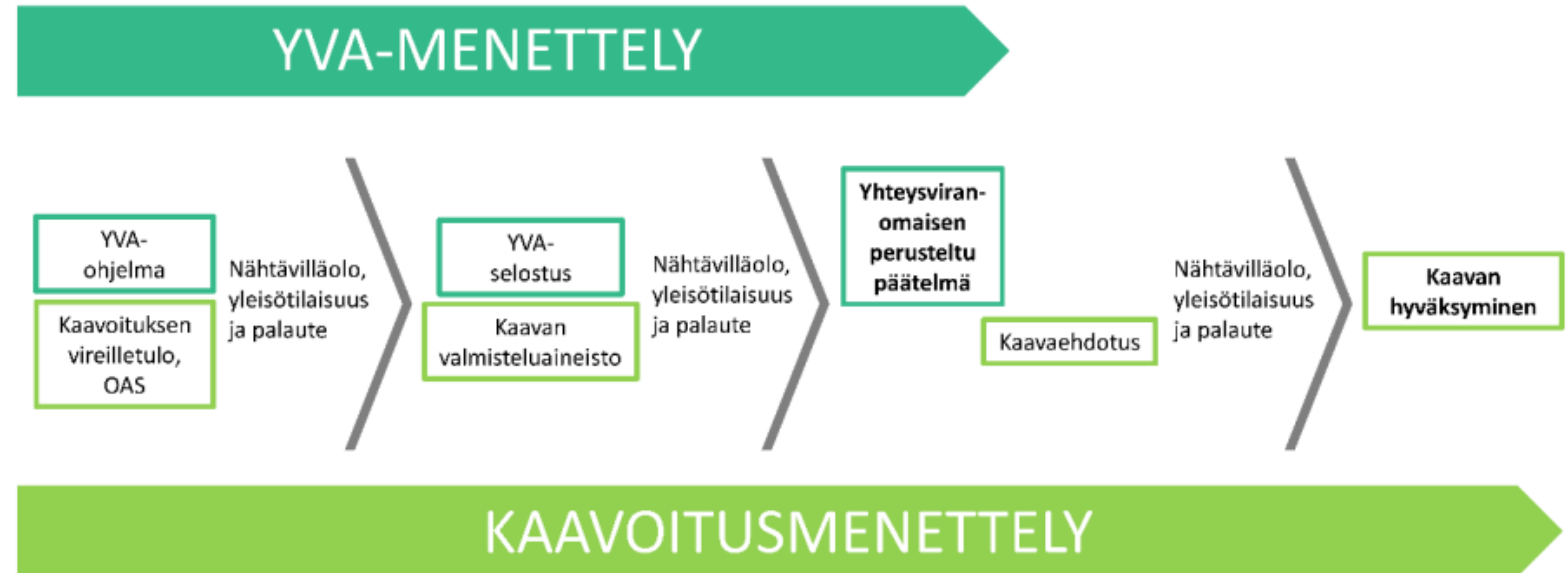 YVA-MENETTELY
YVA-
ohjelma
Kaavoituksen
vireilletulo,
OAS
Nähtävilläolo,
yleisötilaisuus
ja palaute
YVA-
selostus
Kaavan
valmisteluaineisto
Nähtävilläolo,
yleisötilaisuus
ja palaute
Yhteysviran-
omaisen
perusteltu
päätelmä
Kaavaehdotus
Nähtävilläolo,
yleisötilaisuus
ja palaute
Kaavan
hyväksyminen
KAAVOITUSMENETTELY